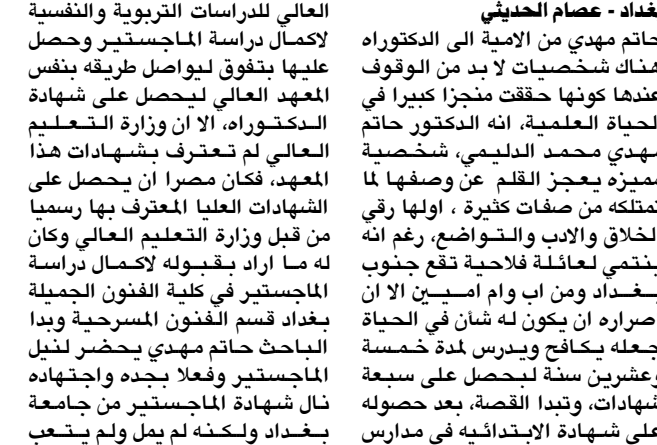 بغداد - عصام الحديثي
حاتم مهدي من الامية الى الدكتوراه
هناك شخصيات لا بد من الوقوف
عندها كونها حققت منجزا كبيرا في
الحياة العلمية، انه الدكتور حاتم
مهدي محمد الدليمي، شخصية
مميزه يعجز القلم عن وصفها لما
تمتلكه من صفات كثيرة ، اولها رقي
الخلاق والادب والتواضع، رغم انه
ينتمي لعائلة فلاحية تقع جنوب
بغداد ومن اب وام اميين الا ان
اصراره ان يكون له شأن في الحياة
جعله يكافح ويدرس لمدة خمسة
وعشرين سنة لبحصل على سبعة
شهادات، وتبدا القصة، بعد حصوله
على شهادة الابتدائيه في مدارس
العالي للدراسات التربوية والنفسية
لاكمال دراسة الماجستير وحصل
عليها بتفوق ليواصل طريقه بنفس
المعهد العالي ليحصل على شهادة
الدكتوراه، الا ان وزارة التعليم
العالي لم تعترف بشهادات هذا
المعهد، فكان مصرا ان يحصل على
الشهادات العليا المعترف بها رسميا
من قبل وزارة التعليم العالي وكان
له ما اراد بقبوله لاكمال دراسة
الماجستير في كلية الفنون الجميلة
بغداد قسم الفنون المسرحية وبدا
الباحث حاتم مهدي يحضر لنيل
الماجستير وفعلا بجده واجتهاده
نال شهادة الماجستير من جامعة
بغداد ولكنه لم يمل ولم يتعب